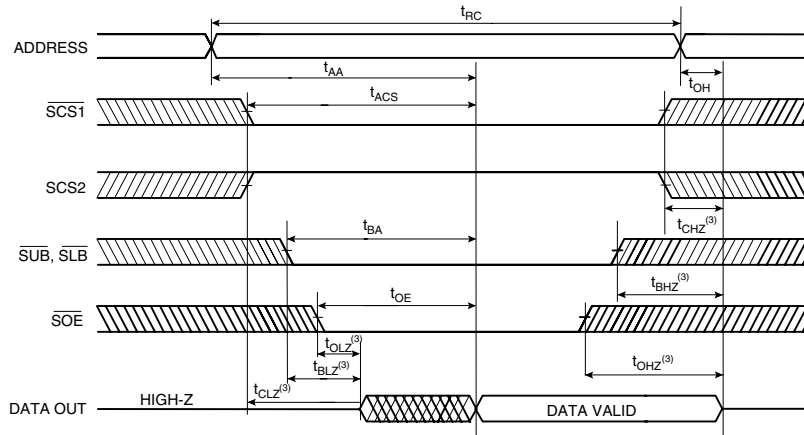 tRC
ADDRESS
tAA
tOH
tACS
SCS1
SCS2
tCHZ(3)
tBA
SUB, SLB
tBHZ(3)
tOE
SOE
tOLZ(3)
tOHZ(3)
tBLZ(3)
tCLZ(3)
HIGH-Z
DATA OUT
DATA VALID